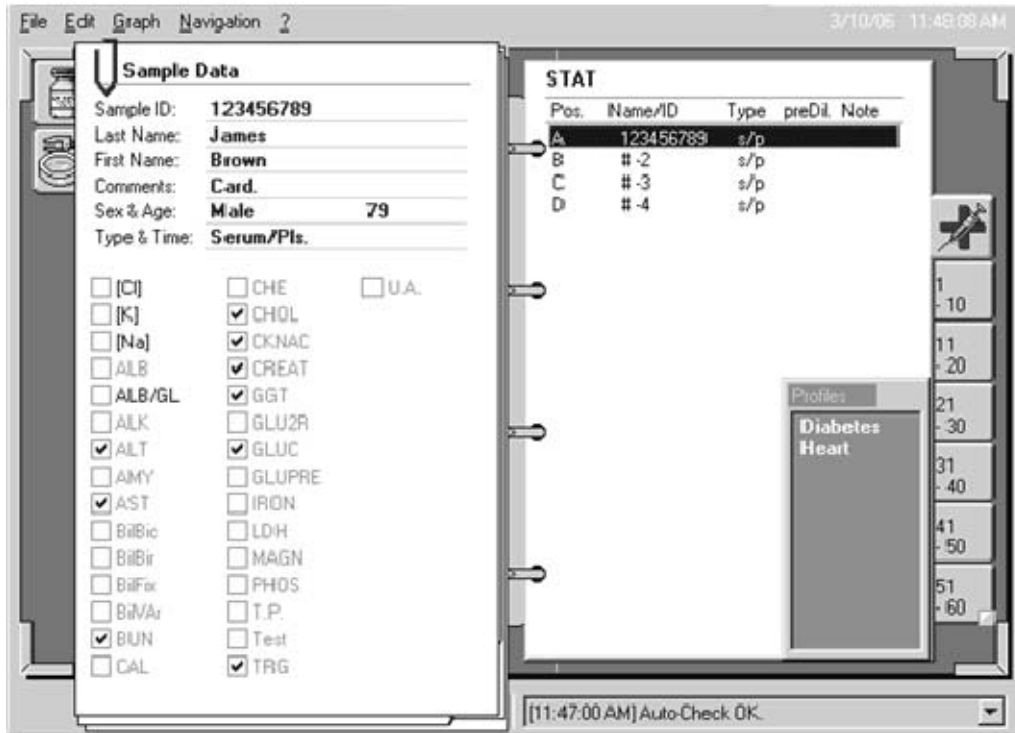 File Edit Graph Navigation ?
3/10/06 11:48:08 AM
Sample Data
Sample ID: 123456789
Last Name: James
First Name: Brown
Comments: Card.
Sex & Age: Male 79
Type & Time: Serum/Pls.
[Cl] CHE U.A.
[K] CHOL
[Na] CKNAC
ALB CREAT
ALB/GL GGT
ALK GLU2R
ALT GLUC
AMY GLUPRE
AST IRON
BilBic LDH
BilBir MAGN
BilFix PHOS
BilVAr T.P.
BUN Test
CAL TRG
STAT
Pos. Name/ID Type preDil. Note
A 123456789 s/p
B # -2 s/p
C # -3 s/p
D # -4 s/p
Profiles
Diabetes
Heart
1
- 10
11
- 20
21
- 30
31
- 40
41
- 50
51
- 60
[11:47:00 AM] Auto-Check OK.